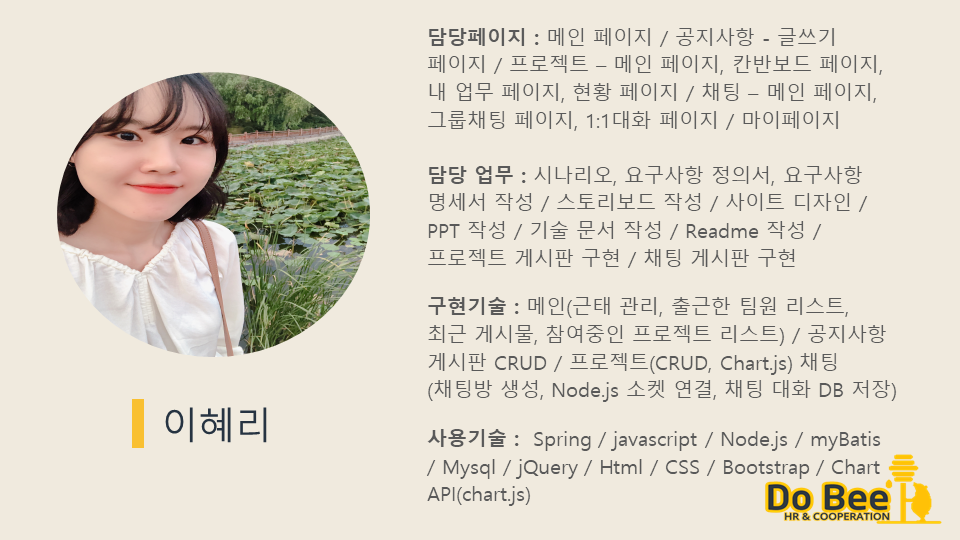 담당페이지 : 메인 페이지 / 공지사항 - 글쓰기
페이지 / 프로젝트 – 메인 페이지, 칸반보드 페이지,
내 업무 페이지, 현황 페이지 / 채팅 – 메인 페이지,
그룹채팅 페이지, 1:1대화 페이지 / 마이페이지
담당 업무 : 시나리오, 요구사항 정의서, 요구사항
명세서 작성 / 스토리보드 작성 / 사이트 디자인 /
PPT 작성 / 기술 문서 작성 / Readme 작성 /
프로젝트 게시판 구현 / 채팅 게시판 구현
구현기술 : 메인(근태 관리, 출근한 팀원 리스트,
최근 게시물, 참여중인 프로젝트 리스트) / 공지사항
게시판 CRUD / 프로젝트(CRUD, Chart.js) 채팅
(채팅방 생성, Node.js 소켓 연결, 채팅 대화 DB 저장)
사용기술 : Spring / javascript / Node.js / myBatis
/ Mysql / jQuery / Html / CSS / Bootstrap / Chart
API(chart.js)
이혜리
Do Bee
HR & COOPERATION